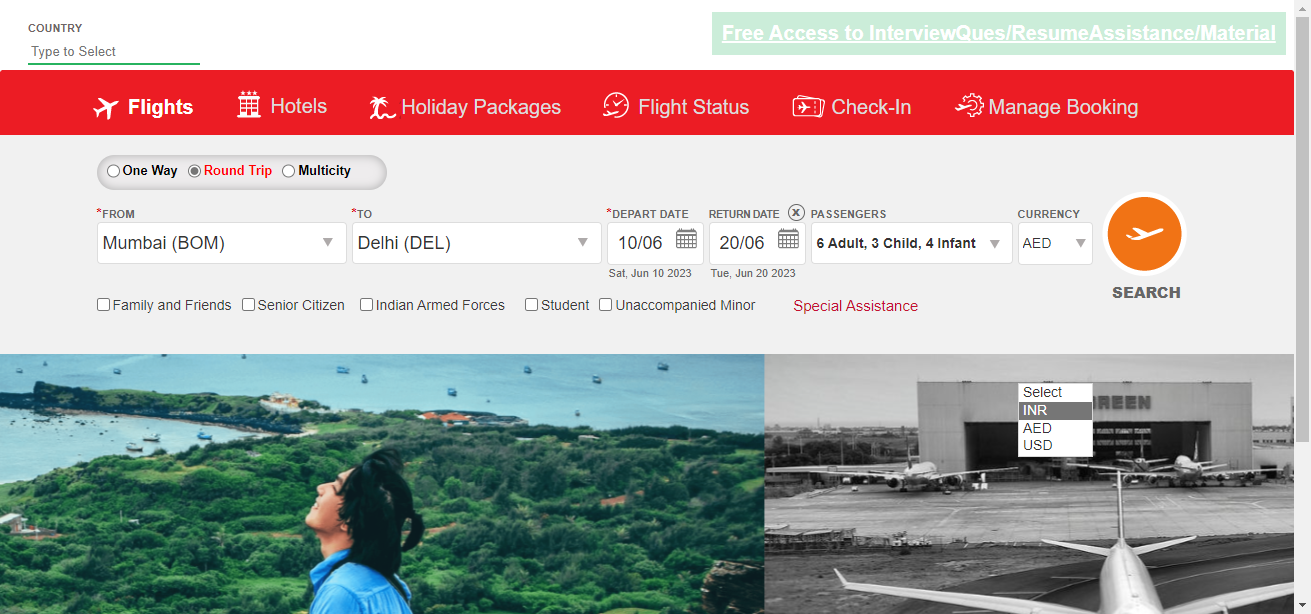 COUNTRY
Type to Select
Free Access to InterviewQues/ResumeAssistance/Material
Flights Hotels Holiday Packages Flight Status Check-In Manage Booking
One Way Round Trip Multicity
*FROM *TO *DEPART DATE RETURN DATE PASSENGERS CURRENCY
Mumbai (BOM) Delhi (DEL) 10/06 20/06 6 Adult, 3 Child, 4 Infant AED
Sat, Jun 10 2023 Tue, Jun 20 2023
SEARCH
Family and Friends Senior Citizen Indian Armed Forces Student Unaccompanied Minor Special Assistance
Select
INR
AED
USD